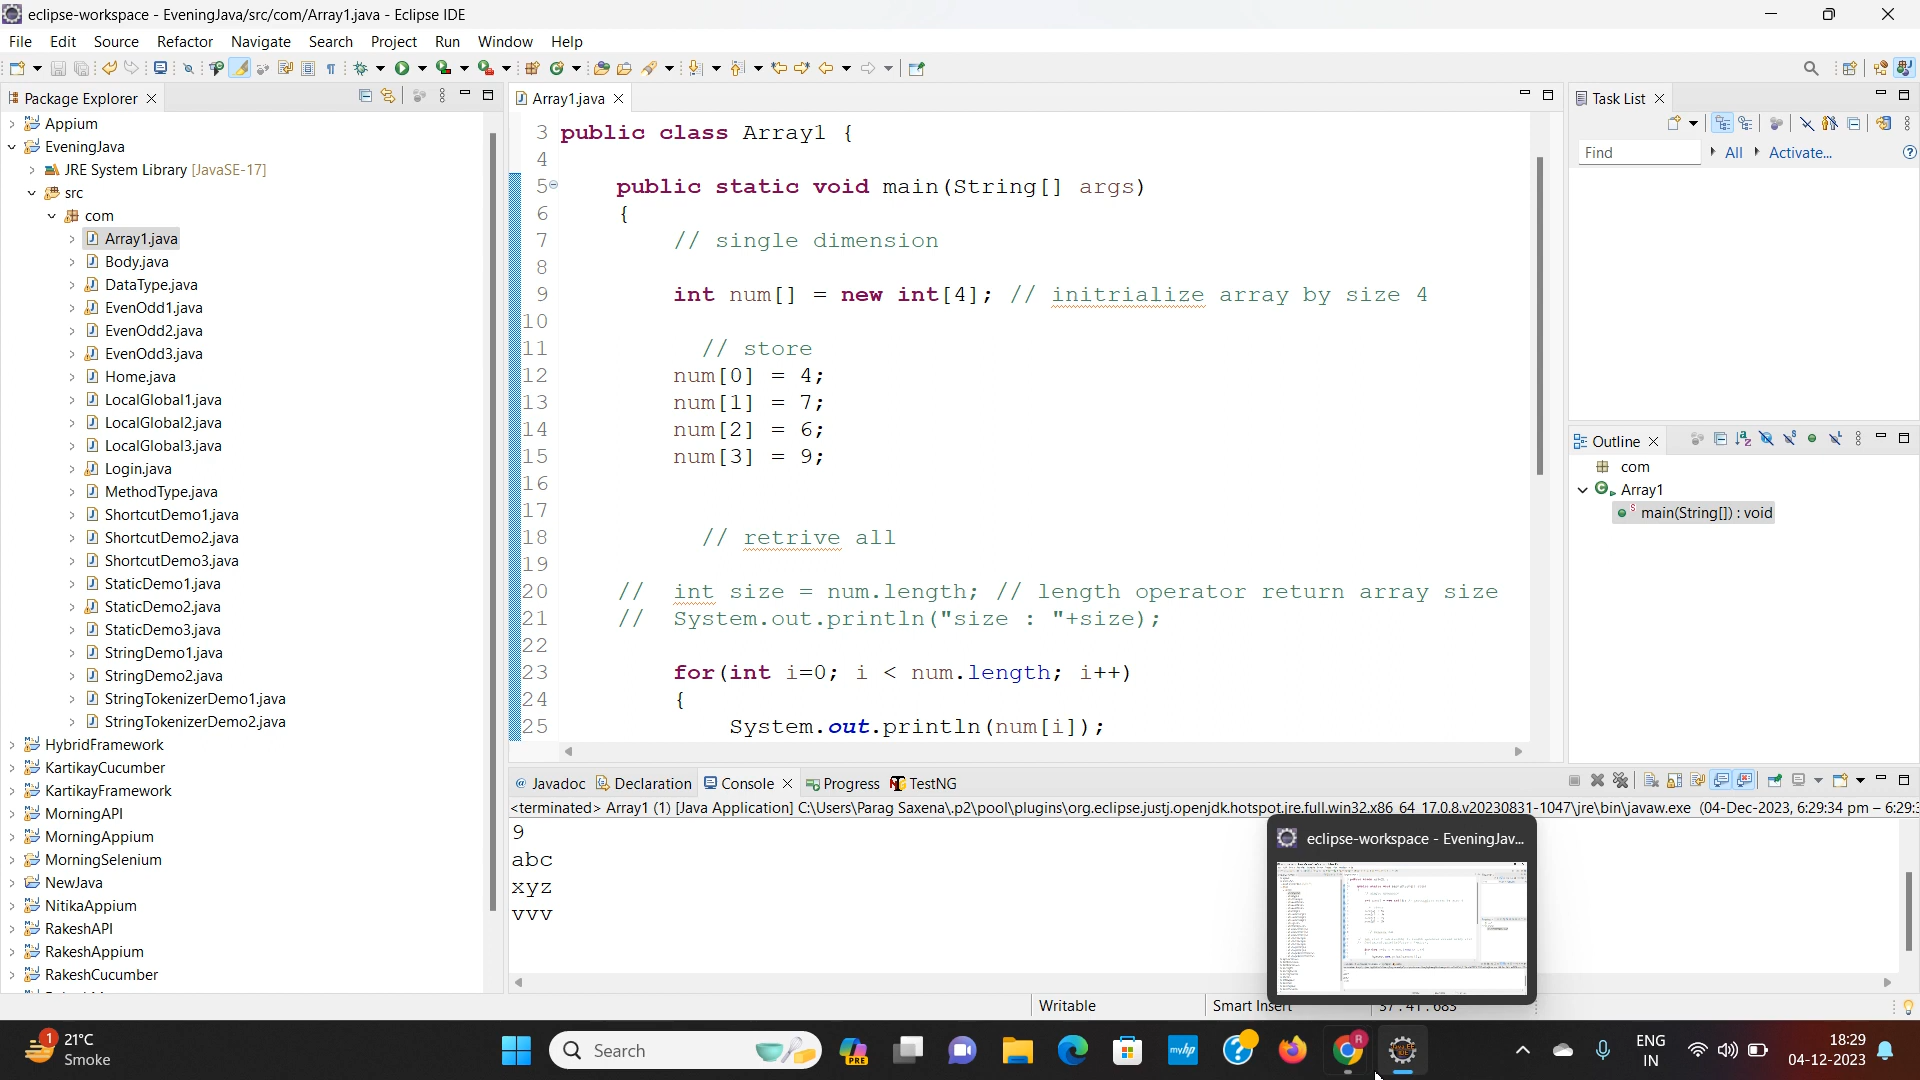 eclipse-workspace - EveningJava/src/com/Array1.java - Eclipse IDE
File Edit Source Refactor Navigate Search Project Run Window Help
Package Explorer
Appium
EveningJava
JRE System Library [JavaSE-17]
src
com
Array1.java
Body.java
DataType.java
EvenOdd1.java
EvenOdd2.java
EvenOdd3.java
Home.java
LocalGlobal1.java
LocalGlobal2.java
LocalGlobal3.java
Login.java
MethodType.java
ShortcutDemo1.java
ShortcutDemo2.java
ShortcutDemo3.java
StaticDemo1.java
StaticDemo2.java
StaticDemo3.java
StringDemo1.java
StringDemo2.java
StringTokenizerDemo1.java
StringTokenizerDemo2.java
HybridFramework
KartikayCucumber
KartikayFramework
MorningAPI
MorningAppium
MorningSelenium
NewJava
NitikaAppium
RakeshAPI
RakeshAppium
RakeshCucumber
Array1.java
3 public class Array1 {
4
5 public static void main(String[] args)
6 {
7 // single dimension
8
9 int num[] = new int[4]; // initrialize array by size 4
10
11 // store
12 num[0] = 4;
13 num[1] = 7;
14 num[2] = 6;
15 num[3] = 9;
16
17
18 // retrive all
19
20 // int size = num.length; // length operator return array size
21 // System.out.println("size : "+size);
22
23 for(int i=0; i < num.length; i++)
24 {
25 System.out.println(num[i]);
Task List
Find All Activate...
Outline
com
Array1
main(String[]) : void
@ Javadoc Declaration Console Progress TestNG
<terminated> Array1 (1) [Java Application] C:\Users\Parag Saxena\.p2\pool\plugins\org.eclipse.justj.openjdk.hotspot.jre.full.win32.x86_64_17.0.8.v20230831-1047\jre\bin\javaw.exe (04-Dec-2023, 6:29:34 pm – 6:29:3
9
abc
xyz
vvv
eclipse-workspace - EveningJav...
Writable Smart Insert 37 : 41 : 683
1 21°C
Smoke
Search
PRE
myhp
R
ENG
IN
18:29
04-12-2023